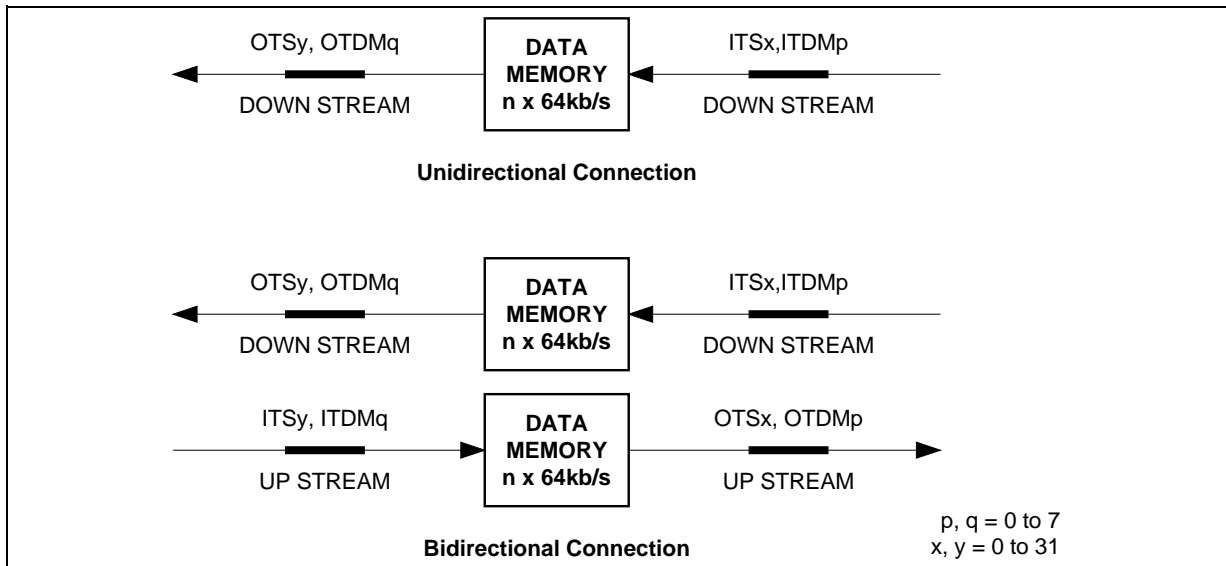 OTSy, OTDMq
DOWN STREAM
DATA
MEMORY
n x 64kb/s
ITSx,ITDMp
DOWN STREAM
Unidirectional Connection
OTSy, OTDMq
DOWN STREAM
DATA
MEMORY
n x 64kb/s
ITSx,ITDMp
DOWN STREAM
ITSy, ITDMq
UP STREAM
DATA
MEMORY
n x 64kb/s
OTSx, OTDMp
UP STREAM
Bidirectional Connection
p, q = 0 to 7
x, y = 0 to 31